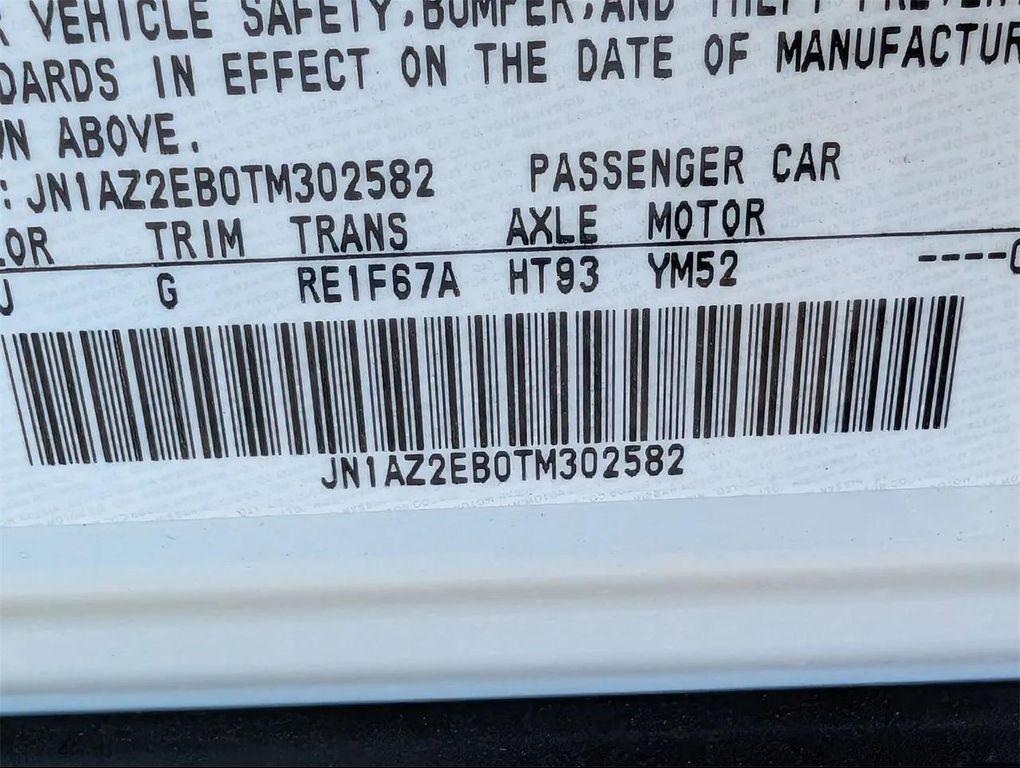 VEHICLE SAFETY,BUMPER,AND THEFT
DARDS IN EFFECT ON THE DATE OF MANUFACTUR
WN ABOVE.
: JN1AZ2EB0TM302582 PASSENGER CAR
LOR TRIM TRANS AXLE MOTOR
G RE1F67A HT93 YM52 ----
JN1AZ2EB0TM302582